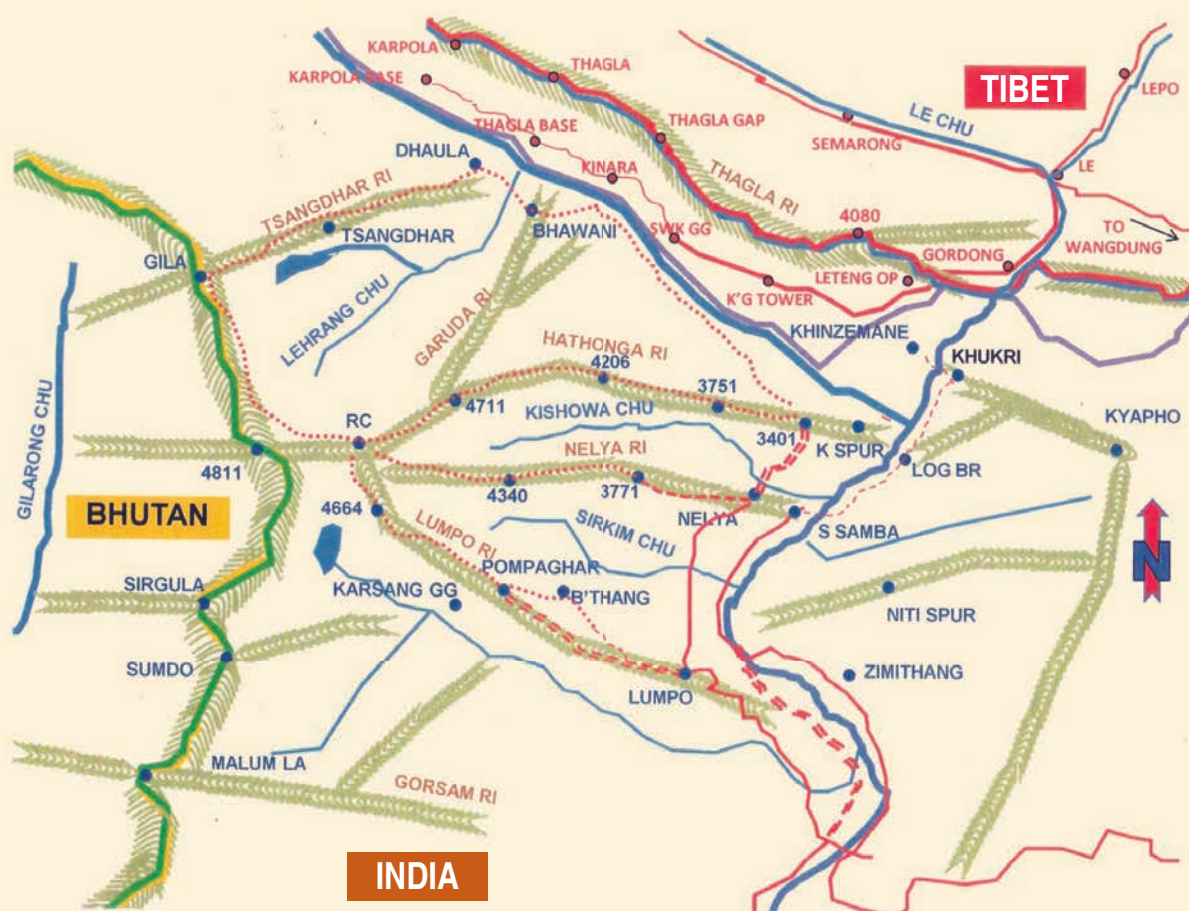 KARPOLA
KARPOLA BASE
THAGLA
TIBET
LEPO
LE CHU
THAGLA BASE
THAGLA GAP
SEMARONG
DHAULA
KINARA
LE
TSANGDHAR RI
THAGLA RI
TSANGDHAR
BHAWANI
SWK GG
4080
TO
WANGDUNG
GILA
GORDONG
LETENG OP
K'G TOWER
LEHRANG CHU
GARUDA RI
KHINZEMANE
HATHONGA RI
4206
KHUKRI
3751
4711
KISHOWA CHU
KYAPHO
RC
3401
K SPUR
GILARONG CHU
4811
NELYA RI
LOG BR
4340
3771
NELYA
BHUTAN
4664
LUMPO RI
SIRKIM CHU
S SAMBA
N
POMPAGHAR
SIRGULA
KARSANG GG
B'THANG
NITI SPUR
SUMDO
LUMPO
ZIMITHANG
MALUM LA
GORSAM RI
INDIA